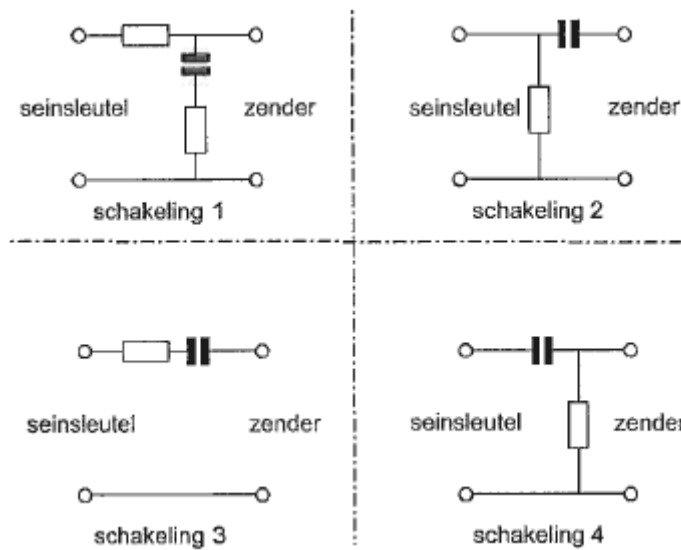 seinsleutel zender
schakeling 1
seinsleutel zender
schakeling 2
seinsleutel zender
schakeling 3
seinsleutel zender
schakeling 4